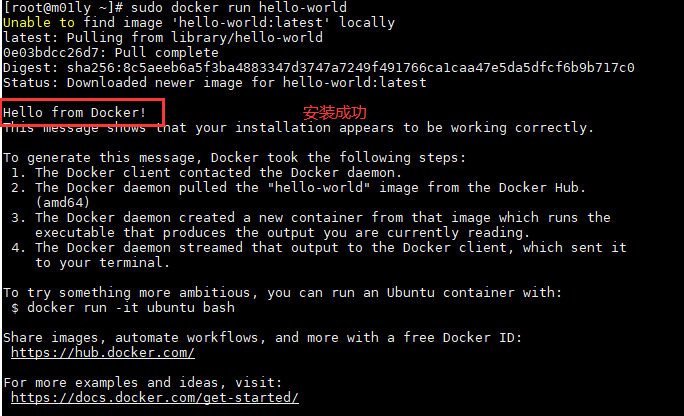 [root@m01ly ~]# sudo docker run hello-world
Unable to find image 'hello-world:latest' locally
latest: Pulling from library/hello-world
0e03bdcc26d7: Pull complete
Digest: sha256:8c5aeeb6a5f3ba4883347d3747a7249f491766ca1caa47e5da5dfcf6b9b717c0
Status: Downloaded newer image for hello-world:latest
Hello from Docker!
安装成功
This message shows that your installation appears to be working correctly.
To generate this message, Docker took the following steps:
1. The Docker client contacted the Docker daemon.
2. The Docker daemon pulled the "hello-world" image from the Docker Hub.
(amd64)
3. The Docker daemon created a new container from that image which runs the
executable that produces the output you are currently reading.
4. The Docker daemon streamed that output to the Docker client, which sent it
to your terminal.
To try something more ambitious, you can run an Ubuntu container with:
$ docker run -it ubuntu bash
Share images, automate workflows, and more with a free Docker ID:
https://hub.docker.com/
For more examples and ideas, visit:
https://docs.docker.com/get-started/